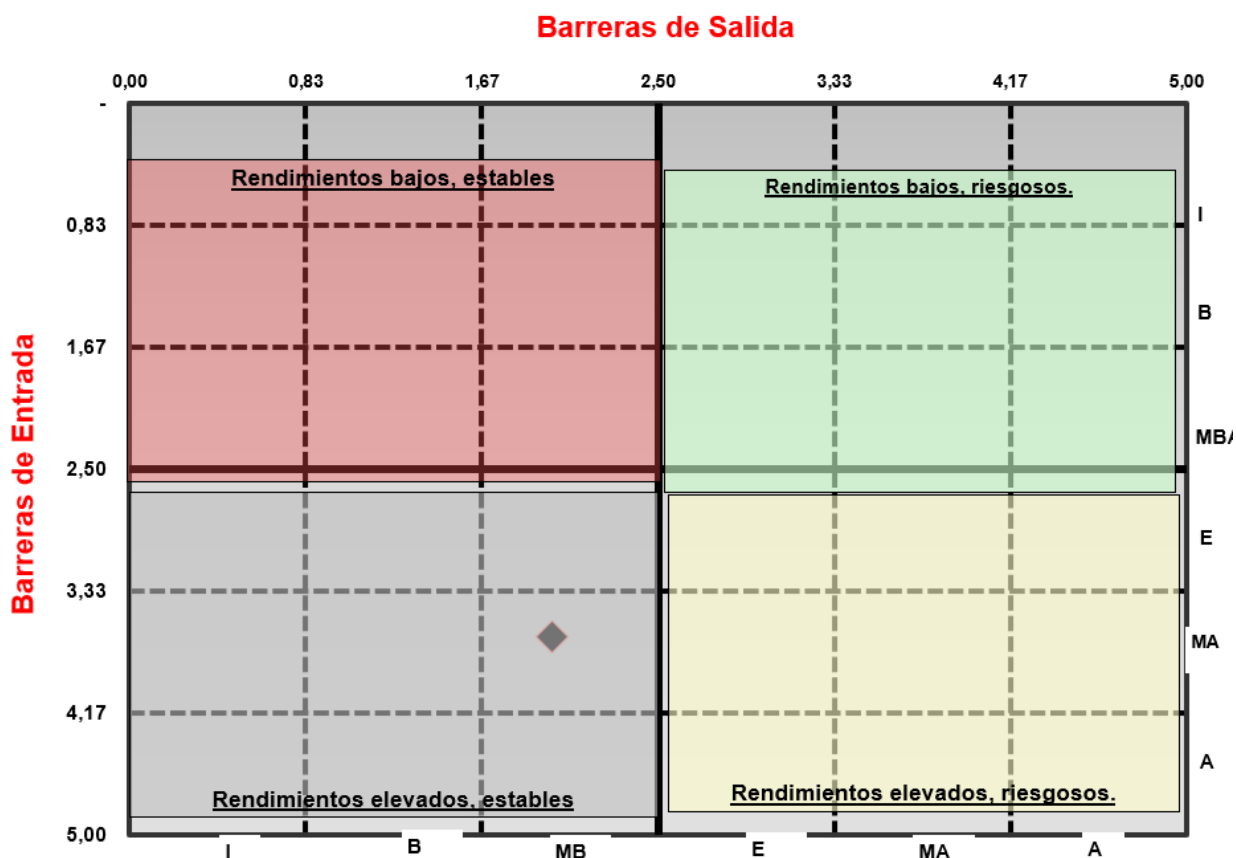 Barreras de Salida
0,00 0,83 1,67 2,50 3,33 4,17 5,00
-
Rendimientos bajos, estables
Rendimientos bajos, riesgosos.
0,83
I
B
1,67
Barreras de Entrada
MBA
2,50
E
3,33
MA
4,17
A
Rendimientos elevados, estables
Rendimientos elevados, riesgosos.
5,00
I B MB E MA A